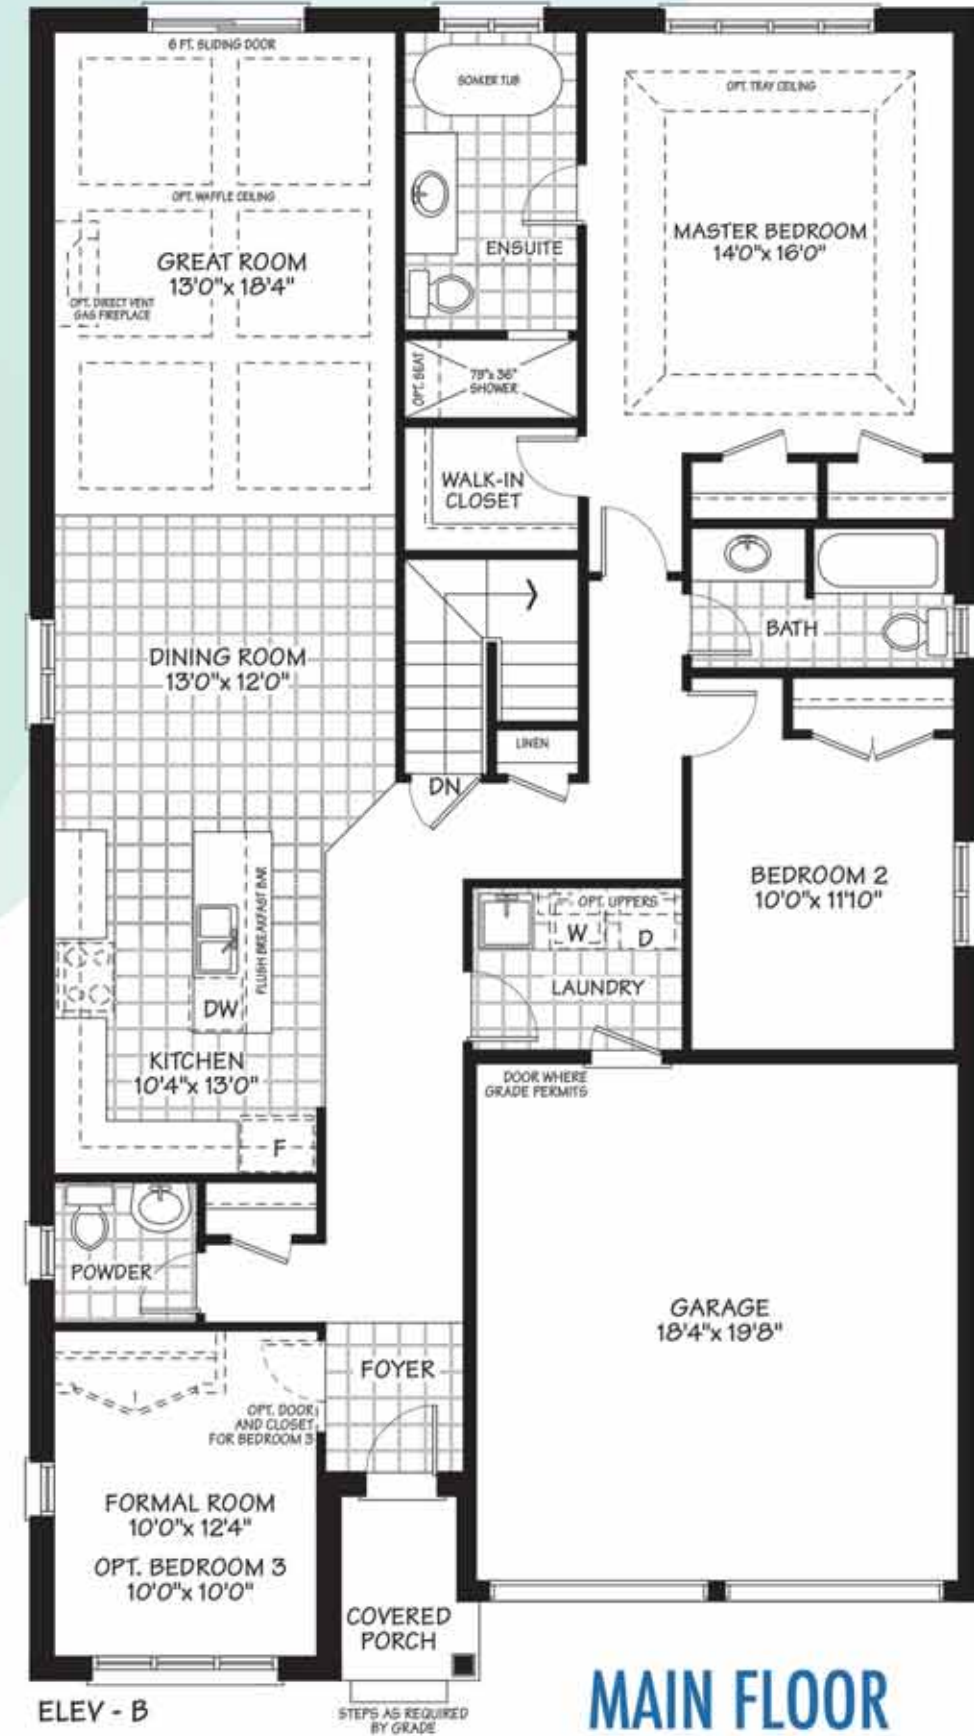 6 FT. SLIDING DOOR
OPT. WAFFLE CEILING
GREAT ROOM
13'0"x 18'4"
OPT. DIRECT VENT
GAS FIREPLACE
SOAKER TUB
ENSUITE
OPT. SEAT
79"x 36"
SHOWER
OPT. TRAY CEILING
MASTER BEDROOM
14'0"x 16'0"
WALK-IN
CLOSET
DINING ROOM
13'0"x 12'0"
BATH
LINEN
DN
BEDROOM 2
10'0"x 11'10"
FLUSH BREAKFAST BAR
DW
KITCHEN
10'4"x 13'0"
F
OPT. UPPERS
W
D
LAUNDRY
DOOR WHERE
GRADE PERMITS
POWDER
FOYER
GARAGE
18'4"x 19'8"
OPT. DOOR
AND CLOSET
FOR BEDROOM 3
FORMAL ROOM
10'0"x 12'4"
OPT. BEDROOM 3
10'0"x 10'0"
COVERED
PORCH
STEPS AS REQUIRED
BY GRADE
ELEV - B
MAIN FLOOR